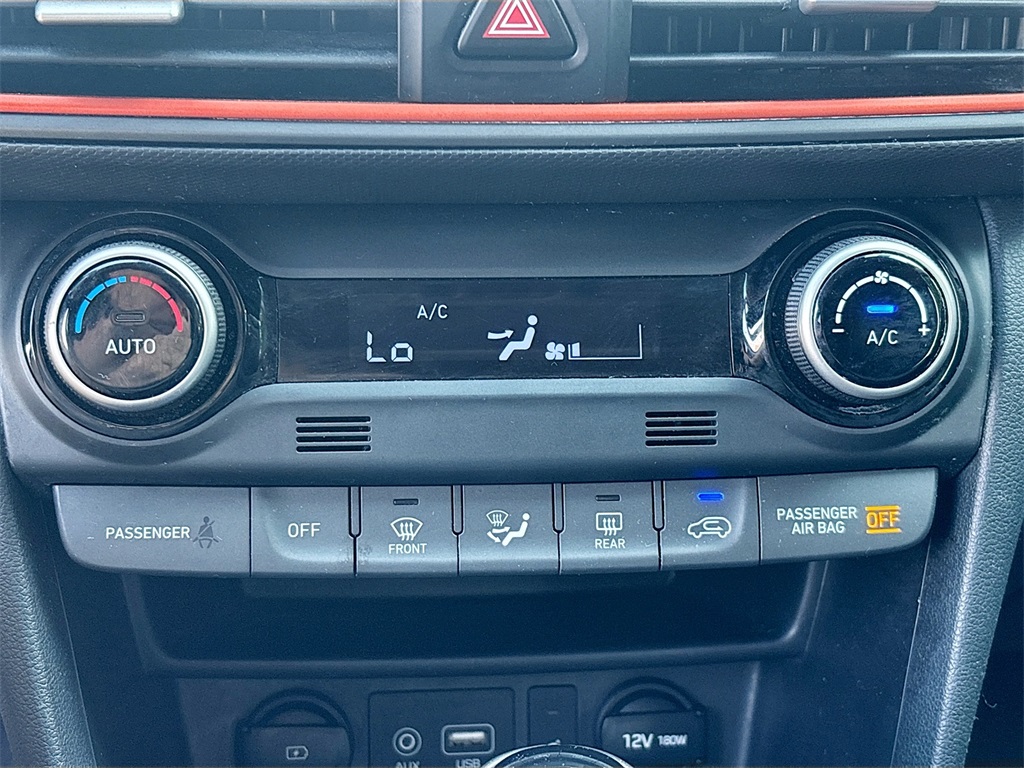 A/C
Lo
AUTO
- A/C +
PASSENGER
OFF
FRONT
REAR
PASSENGER
AIR BAG OFF
AUX
USB
12V 180W